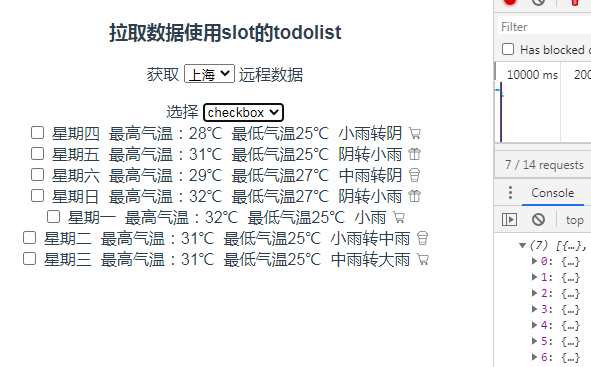 拉取数据使用slot的todolist
获取 上海 远程数据
选择 checkbox
星期四 最高气温：28℃ 最低气温25℃ 小雨转阴
星期五 最高气温：31℃ 最低气温25℃ 阴转小雨
星期六 最高气温：29℃ 最低气温27℃ 中雨转阴
星期日 最高气温：32℃ 最低气温27℃ 阴转小雨
星期一 最高气温：32℃ 最低气温25℃ 小雨
星期二 最高气温：31℃ 最低气温25℃ 小雨转中雨
星期三 最高气温：31℃ 最低气温25℃ 中雨转大雨
Filter
Has blocked c
10000 ms 200
7 / 14 requests
Console
top
(7) [{…},
0: {…}
1: {…}
2: {…}
3: {…}
4: {…}
5: {…}
6: {…}